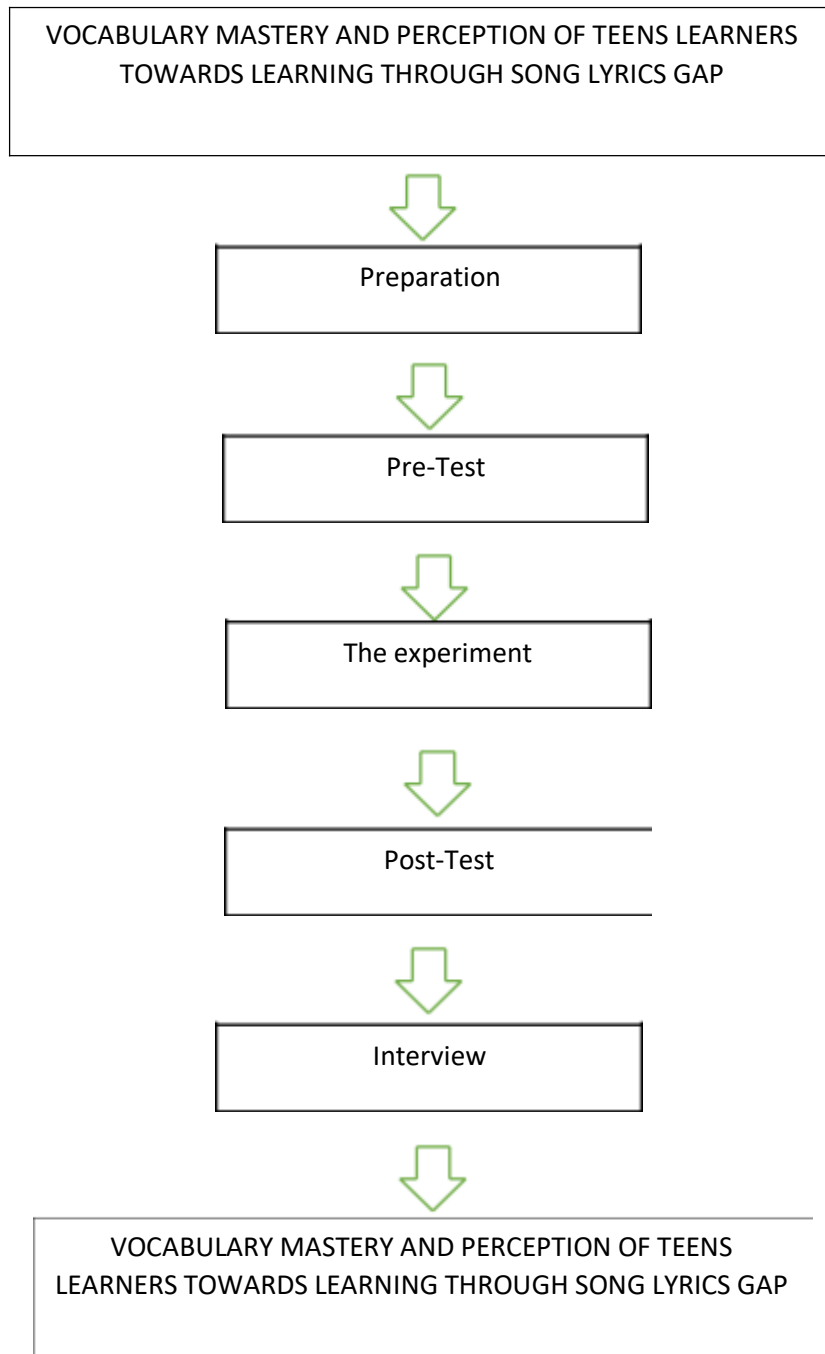 VOCABULARY MASTERY AND PERCEPTION OF TEENS LEARNERS
TOWARDS LEARNING THROUGH SONG LYRICS GAP
Preparation
Pre-Test
The experiment
Post-Test
Interview
VOCABULARY MASTERY AND PERCEPTION OF TEENS
LEARNERS TOWARDS LEARNING THROUGH SONG LYRICS GAP